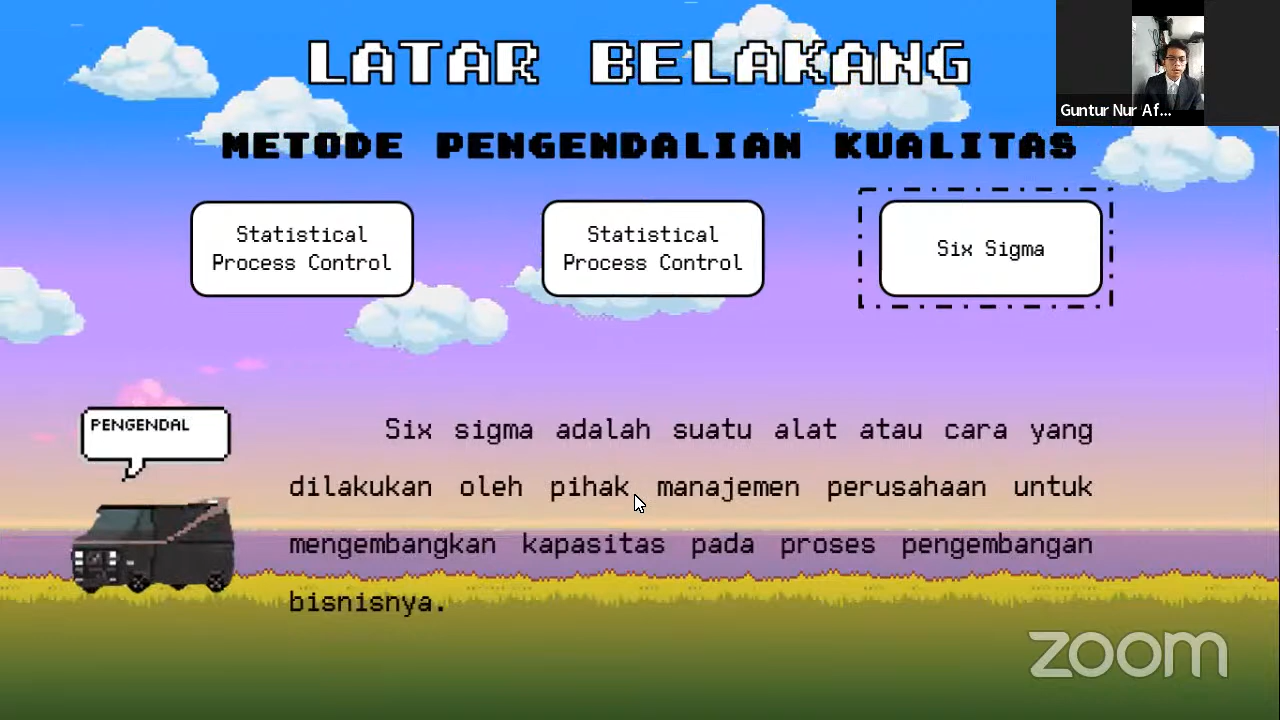 LATAR BELAKANG
Guntur Nur Af...
METODE PENGENDALIAN KUALITAS
Statistical
Process Control
Statistical
Process Control
Six Sigma
PENGENDAL
Six sigma adalah suatu alat atau cara yang
dilakukan oleh pihak manajemen perusahaan untuk
mengembangkan kapasitas pada proses pengembangan
bisnisnya.
zoom